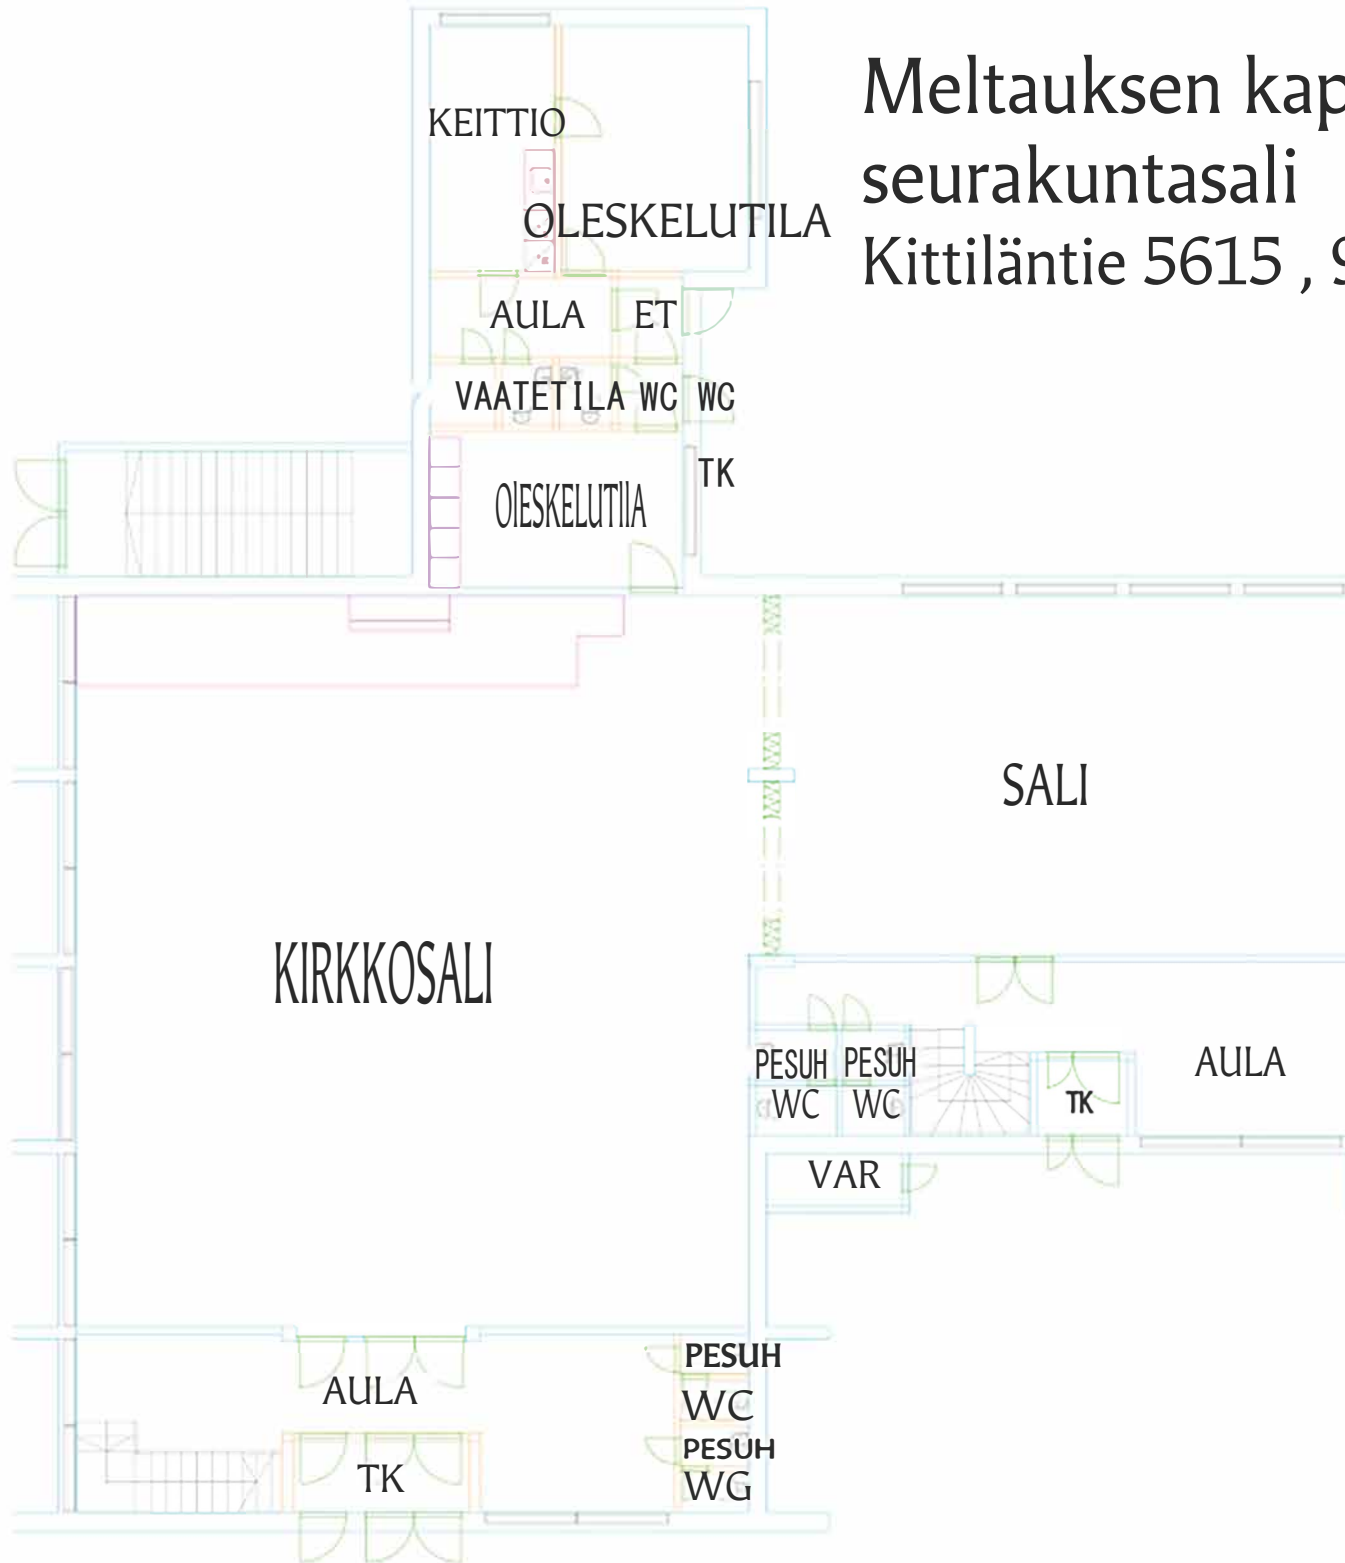 Meltauksen kap
seurakuntasali
Kittiläntie 5615 , S
KEITTIO
OLESKELUTILA
AULA
ET
VAATETILA WC WC
TK
OlESKELUTIlA
SALI
KIRKKOSALI
PESUH PESUH
WC WC
TK
AULA
VAR
PESUH
AULA
WC
PESUH
TK
WG